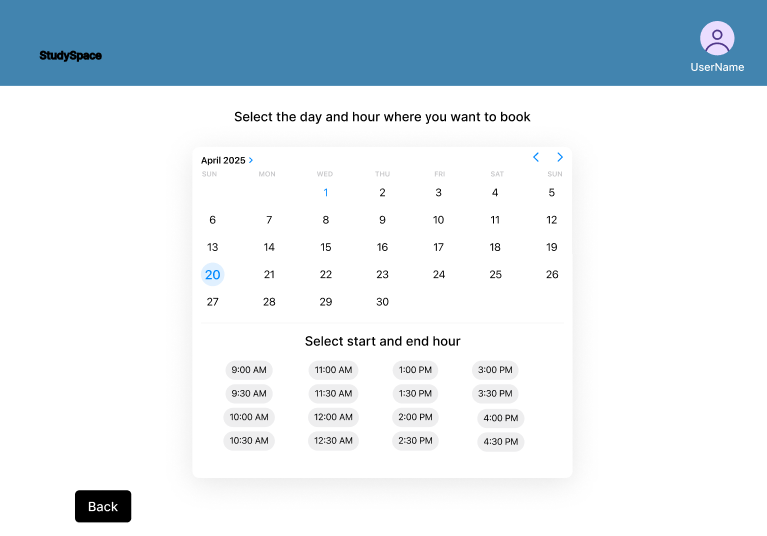 StudySpace
UserName
Select the day and hour where you want to book
April 2025
SUN MON WED THU FRI SAT SUN
1 2 3 4 5
6 7 8 9 10 11 12
13 14 15 16 17 18 19
20 21 22 23 24 25 26
27 28 29 30
Select start and end hour
9:00 AM 11:00 AM 1:00 PM 3:00 PM
9:30 AM 11:30 AM 1:30 PM 3:30 PM
10:00 AM 12:00 AM 2:00 PM 4:00 PM
10:30 AM 12:30 AM 2:30 PM 4:30 PM
Back